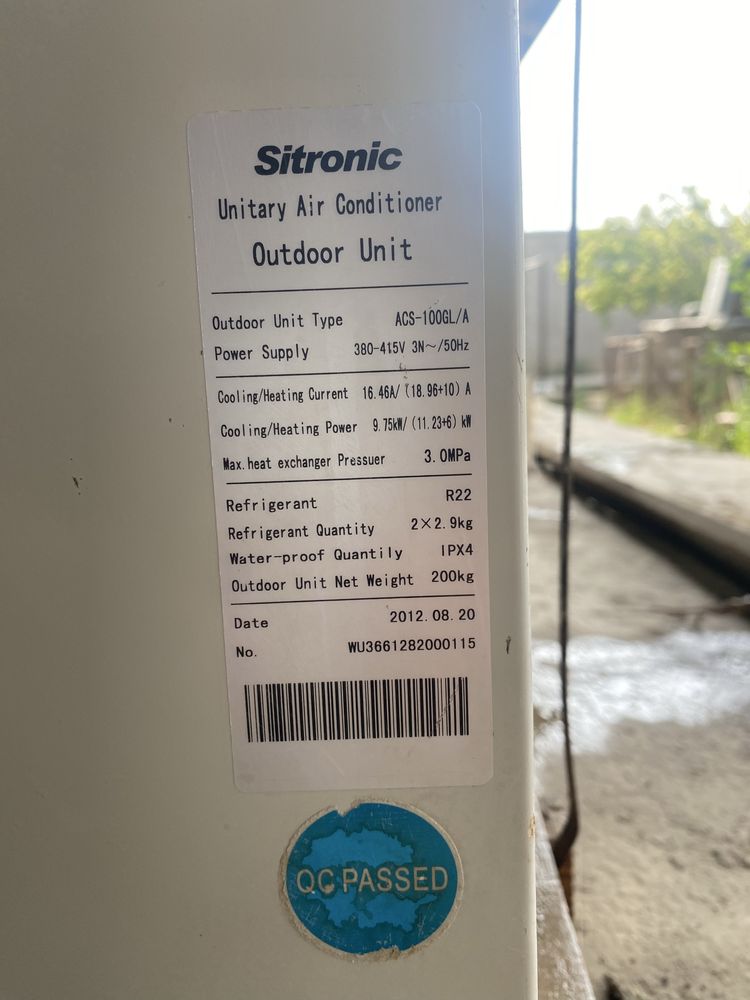 Sitronic
Unitary Air Conditioner
Outdoor Unit
Outdoor Unit Type ACS-100GL/A
Power Supply 380-415V 3N～/50Hz
Cooling/Heating Current 16.46A/(18.96+10) A
Cooling/Heating Power 9.75kW/(11.23+6) kW
Max.heat exchanger Pressuer 3.0MPa
Refrigerant R22
Refrigerant Quantity 2×2.9kg
Water-proof Quantily IPX4
Outdoor Unit Net Weight 200kg
Date 2012.08.20
No. WU3661282000115
QC PASSED